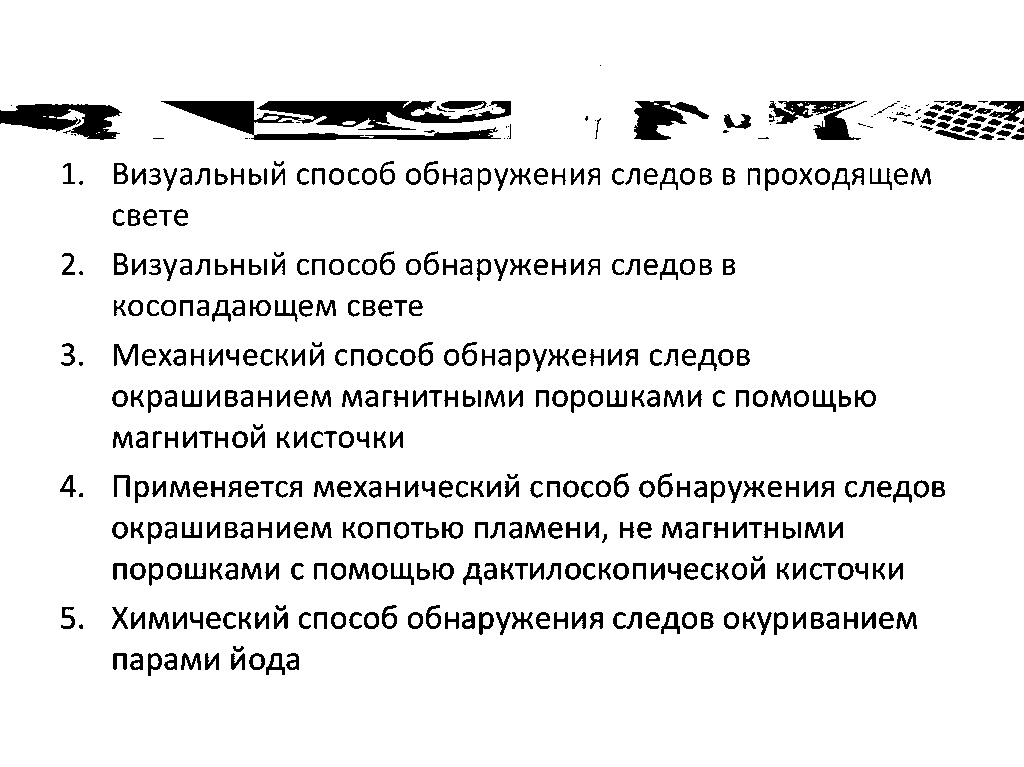 1. Визуальный способ обнаружения следов в проходящем
свете
2. Визуальный способ обнаружения следов в
косопадающем свете
3. Механический способ обнаружения следов
окрашиванием магнитными порошками с помощью
магнитной кисточки
4. Применяется механический способ обнаружения следов
окрашиванием копотью пламени, не магнитными
порошками с помощью дактилоскопической кисточки
5. Химический способ обнаружения следов окуриванием
парами йода